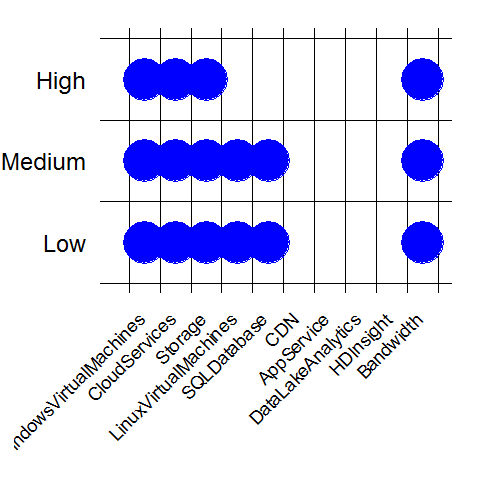 High
Medium
Low
ndowsVirtualMachines
CloudServices
Storage
LinuxVirtualMachines
SQLDatabase
CDN
AppService
DataLakeAnalytics
HDInsight
Bandwidth